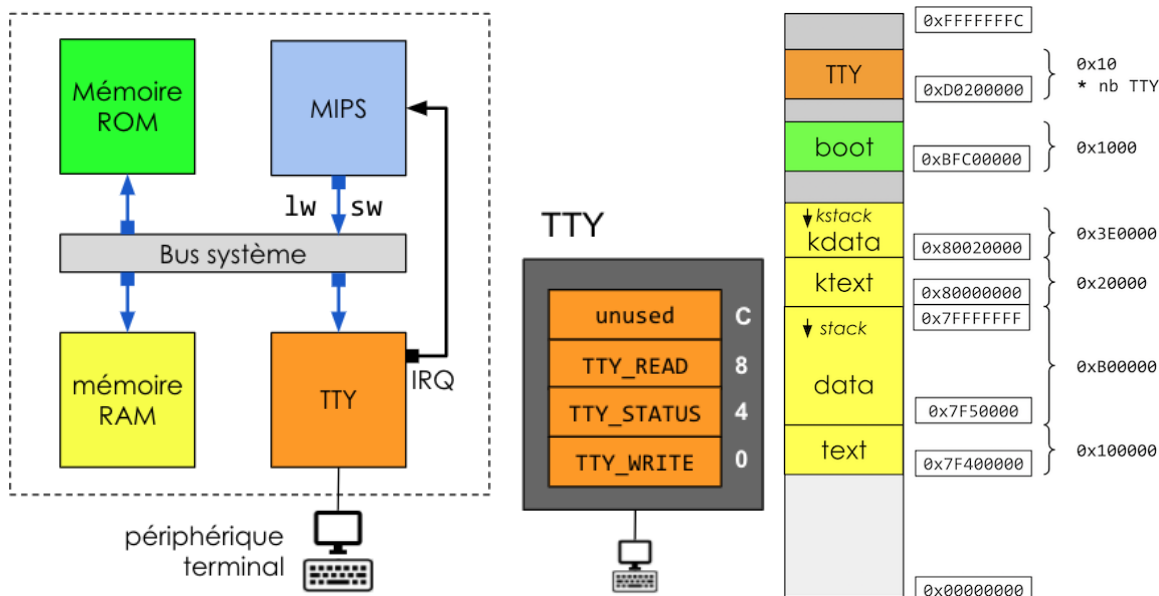 Mémoire
ROM
MIPS
lw sw
Bus système
mémoire
RAM
TTY
IRQ
périphérique
terminal
TTY
unused C
TTY_READ 8
TTY_STATUS 4
TTY_WRITE 0
0xFFFFFFFC
TTY
0xD0200000
0x10
* nb TTY
boot
0xBFC00000
0x1000
kstack
kdata
0x80020000
0x3E0000
ktext
0x80000000
0x20000
0x7FFFFFFF
stack
data
0xB00000
0x7F50000
text
0x7F400000
0x100000
0x00000000